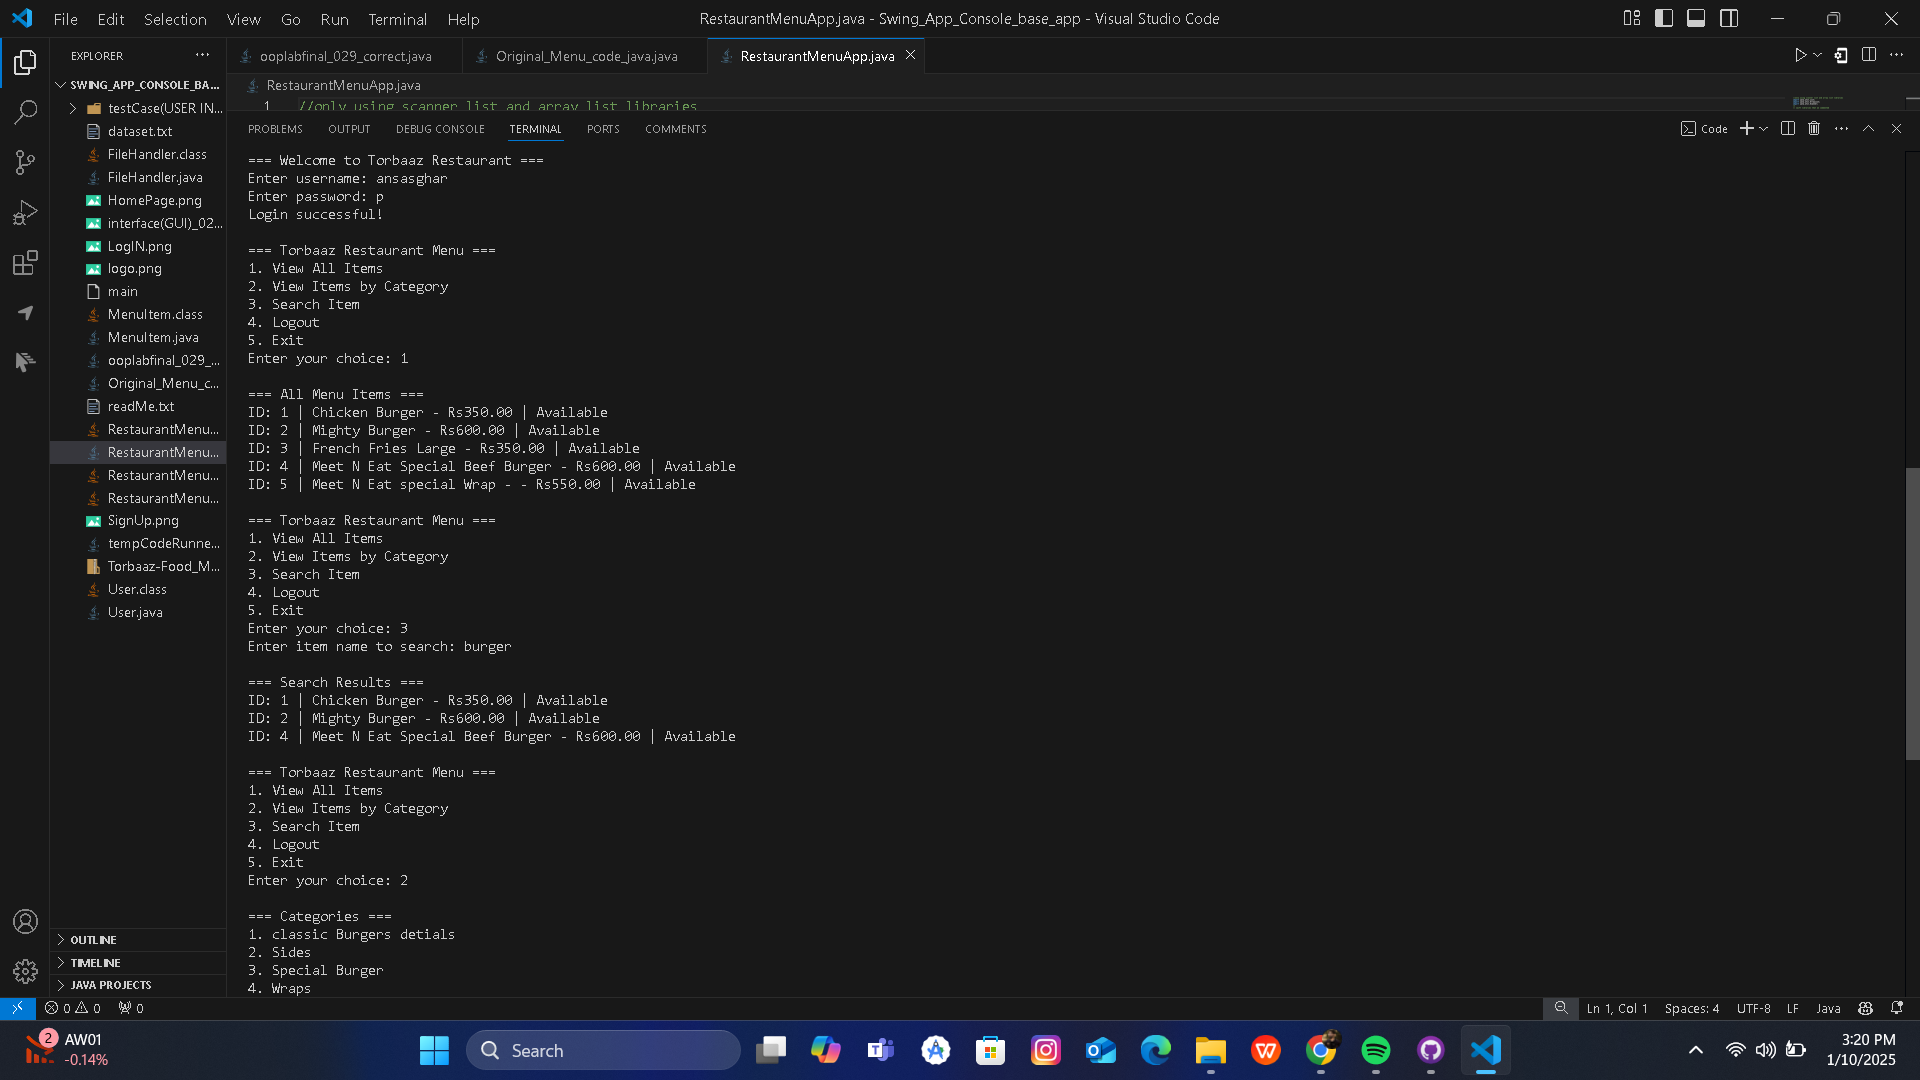 File Edit Selection View Go Run Terminal Help
RestaurantMenuApp.java - Swing_App_Console_base_app - Visual Studio Code
EXPLORER
SWING_APP_CONSOLE_BA...
testCase(USER IN...
dataset.txt
FileHandler.class
FileHandler.java
HomePage.png
interface(GUI)_02...
LogIN.png
logo.png
main
MenuItem.class
MenuItem.java
ooplabfinal_029_...
Original_Menu_c...
readMe.txt
RestaurantMenu...
RestaurantMenu...
RestaurantMenu...
RestaurantMenu...
SignUp.png
tempCodeRunne...
Torbaaz-Food_M...
User.class
User.java
OUTLINE
TIMELINE
JAVA PROJECTS
ooplabfinal_029_correct.java Original_Menu_code_java.java RestaurantMenuApp.java
RestaurantMenuApp.java
1 //only using scanner list and array list libraries
PROBLEMS OUTPUT DEBUG CONSOLE TERMINAL PORTS COMMENTS
Code
=== Welcome to Torbaaz Restaurant ===
Enter username: ansasghar
Enter password: p
Login successful!
=== Torbaaz Restaurant Menu ===
1. View All Items
2. View Items by Category
3. Search Item
4. Logout
5. Exit
Enter your choice: 1
=== All Menu Items ===
ID: 1 | Chicken Burger - Rs350.00 | Available
ID: 2 | Mighty Burger - Rs600.00 | Available
ID: 3 | French Fries Large - Rs350.00 | Available
ID: 4 | Meet N Eat Special Beef Burger - Rs600.00 | Available
ID: 5 | Meet N Eat special Wrap - - Rs550.00 | Available
=== Torbaaz Restaurant Menu ===
1. View All Items
2. View Items by Category
3. Search Item
4. Logout
5. Exit
Enter your choice: 3
Enter item name to search: burger
=== Search Results ===
ID: 1 | Chicken Burger - Rs350.00 | Available
ID: 2 | Mighty Burger - Rs600.00 | Available
ID: 4 | Meet N Eat Special Beef Burger - Rs600.00 | Available
=== Torbaaz Restaurant Menu ===
1. View All Items
2. View Items by Category
3. Search Item
4. Logout
5. Exit
Enter your choice: 2
=== Categories ===
1. classic Burgers detials
2. Sides
3. Special Burger
4. Wraps
0 0 0
Ln 1, Col 1 Spaces: 4 UTF-8 LF Java
2
AW01
-0.14%
Search
3:20 PM
1/10/2025